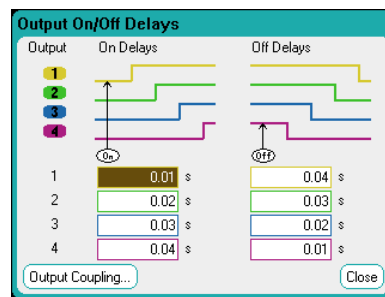 Output On/Off Delays
Output On Delays Off Delays
1
2
3
4
On Off
1 0.01 s 0.04 s
2 0.02 s 0.03 s
3 0.03 s 0.02 s
4 0.04 s 0.01 s
Output Coupling... Close